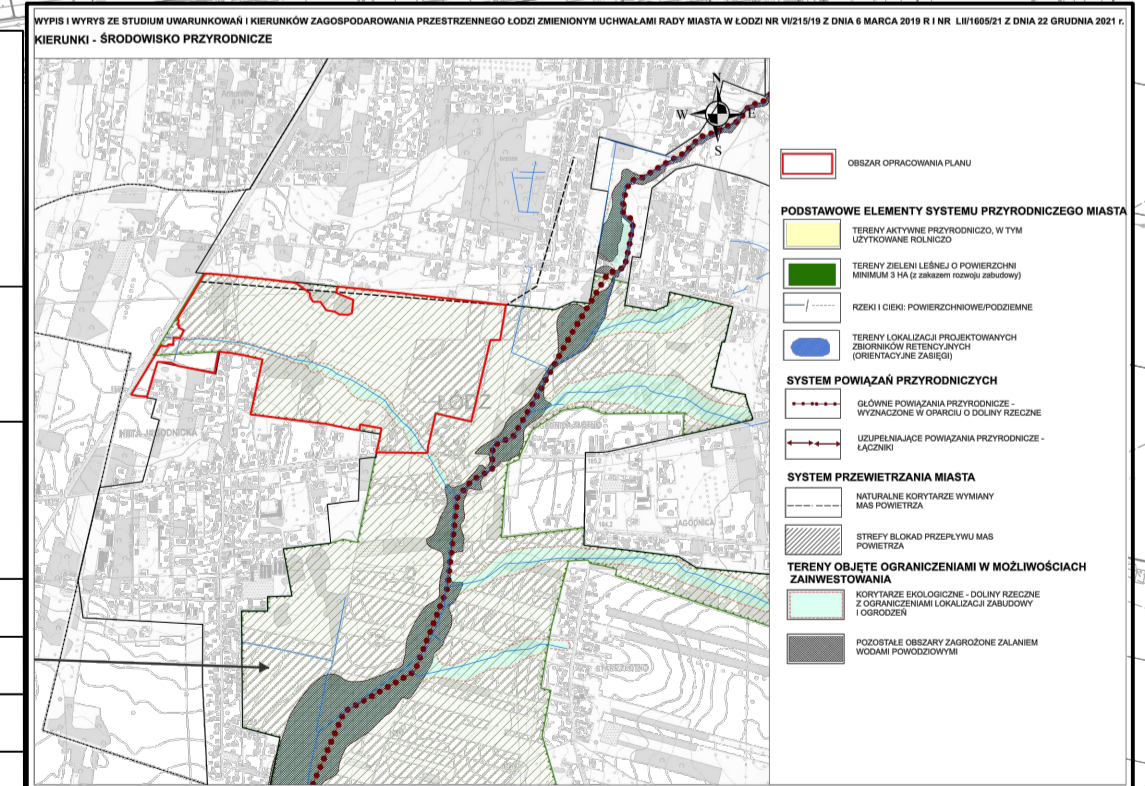 WYPIS I WYRYS ZE STUDIUM UWARUNKOWAŃ I KIERUNKÓW ZAGOSPODAROWANIA PRZESTRZENNEGO ŁODZI ZMIENIONYM UCHWAŁAMI RADY MIASTA W ŁODZI NR VI/215/19 Z DNIA 6 MARCA 2019 R I NR LII/1605/21 Z DNIA 22 GRUDNIA 2021 r.
KIERUNKI - ŚRODOWISKO PRZYRODNICZE
N
W E
S
ŁÓDŹ
JAGODNICA
OBSZAR OPRACOWANIA PLANU
PODSTAWOWE ELEMENTY SYSTEMU PRZYRODNICZEGO MIASTA
TERENY AKTYWNE PRZYRODNICZO, W TYM
UŻYTKOWANE ROLNICZO
TERENY ZIELENI LEŚNEJ O POWIERZCHNI
MINIMUM 3 HA (z zakazem rozwoju zabudowy)
RZEKI I CIEKI: POWIERZCHNIOWE/PODZIEMNE
TERENY LOKALIZACJI PROJEKTOWANYCH
ZBIORNIKÓW RETENCYJNYCH
(ORIENTACYJNE ZASIĘGI)
SYSTEM POWIĄZAŃ PRZYRODNICZYCH
GŁÓWNE POWIĄZANIA PRZYRODNICZE -
WYZNACZONE W OPARCIU O DOLINY RZECZNE
UZUPEŁNIAJĄCE POWIĄZANIA PRZYRODNICZE -
ŁĄCZNIKI
SYSTEM PRZEWIETRZANIA MIASTA
NATURALNE KORYTARZE WYMIANY
MAS POWIETRZA
STREFY BLOKAD PRZEPŁYWU MAS
POWIETRZA
TERENY OBJĘTE OGRANICZENIAMI W MOŻLIWOŚCIACH
ZAINWESTOWANIA
KORYTARZE EKOLOGICZNE - DOLINY RZECZNE
Z OGRANICZENIAMI LOKALIZACJI ZABUDOWY
I OGRODZEŃ
POZOSTAŁE OBSZARY ZAGROŻONE ZALANIEM
WODAMI POWODZIOWYMI